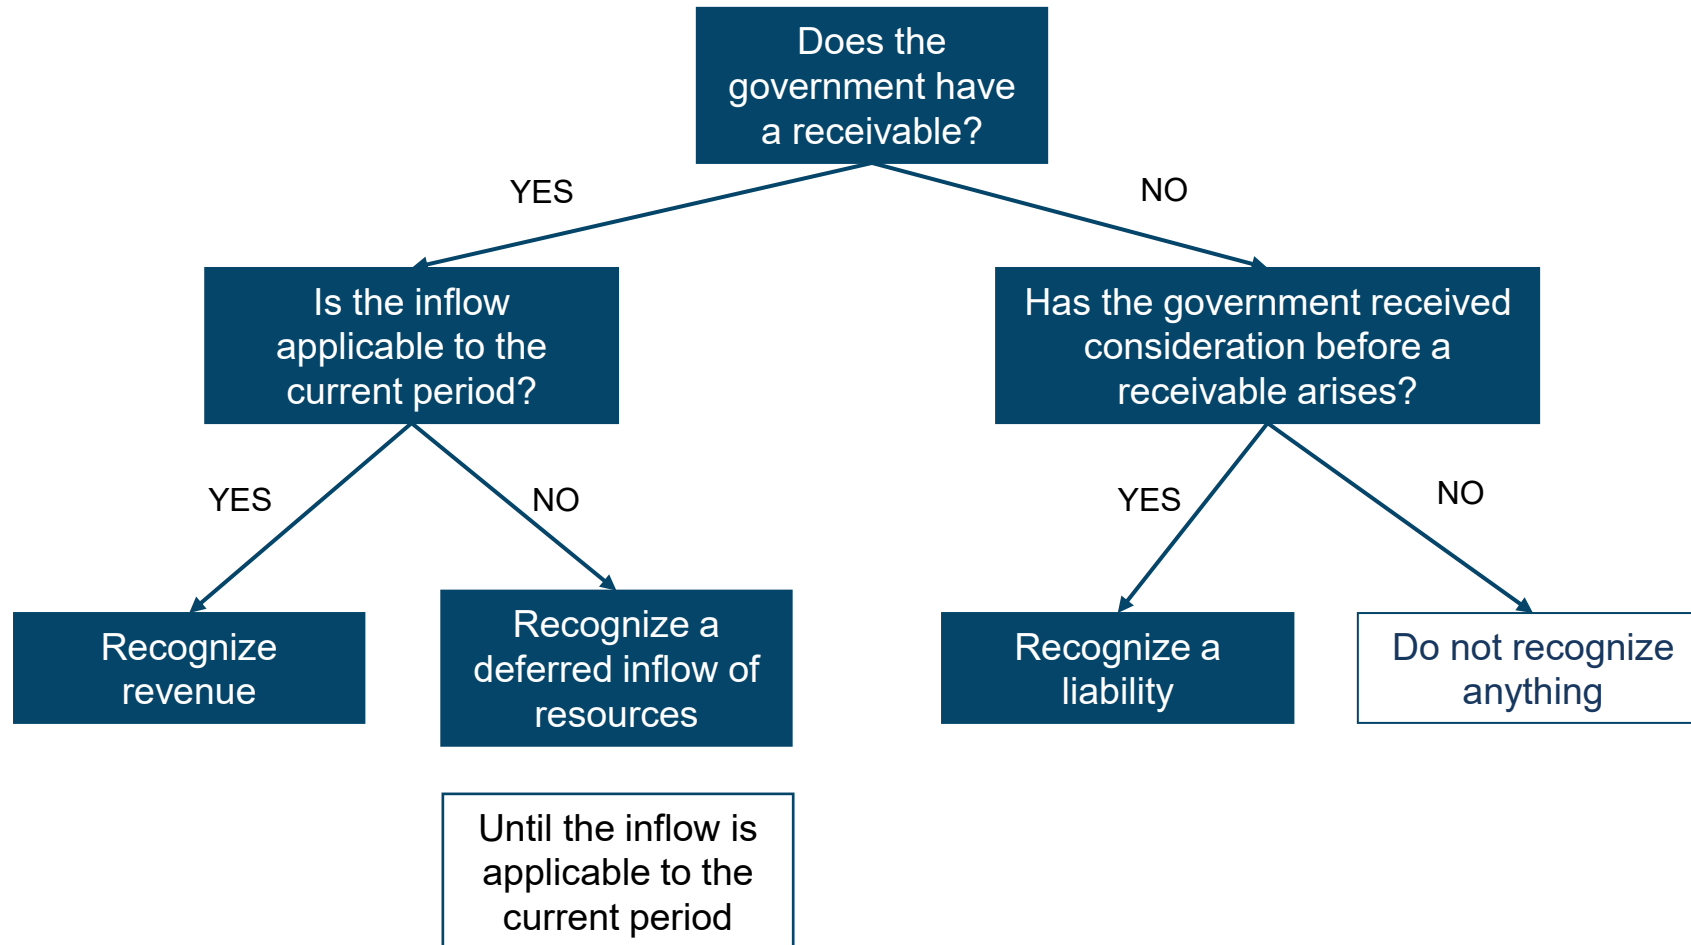 Does the
government have
a receivable?
YES
NO
Is the inflow
applicable to the
current period?
Has the government received
consideration before a
receivable arises?
YES
NO
YES
NO
Recognize
revenue
Recognize a
deferred inflow of
resources
Recognize a
liability
Do not recognize
anything
Until the inflow is
applicable to the
current period